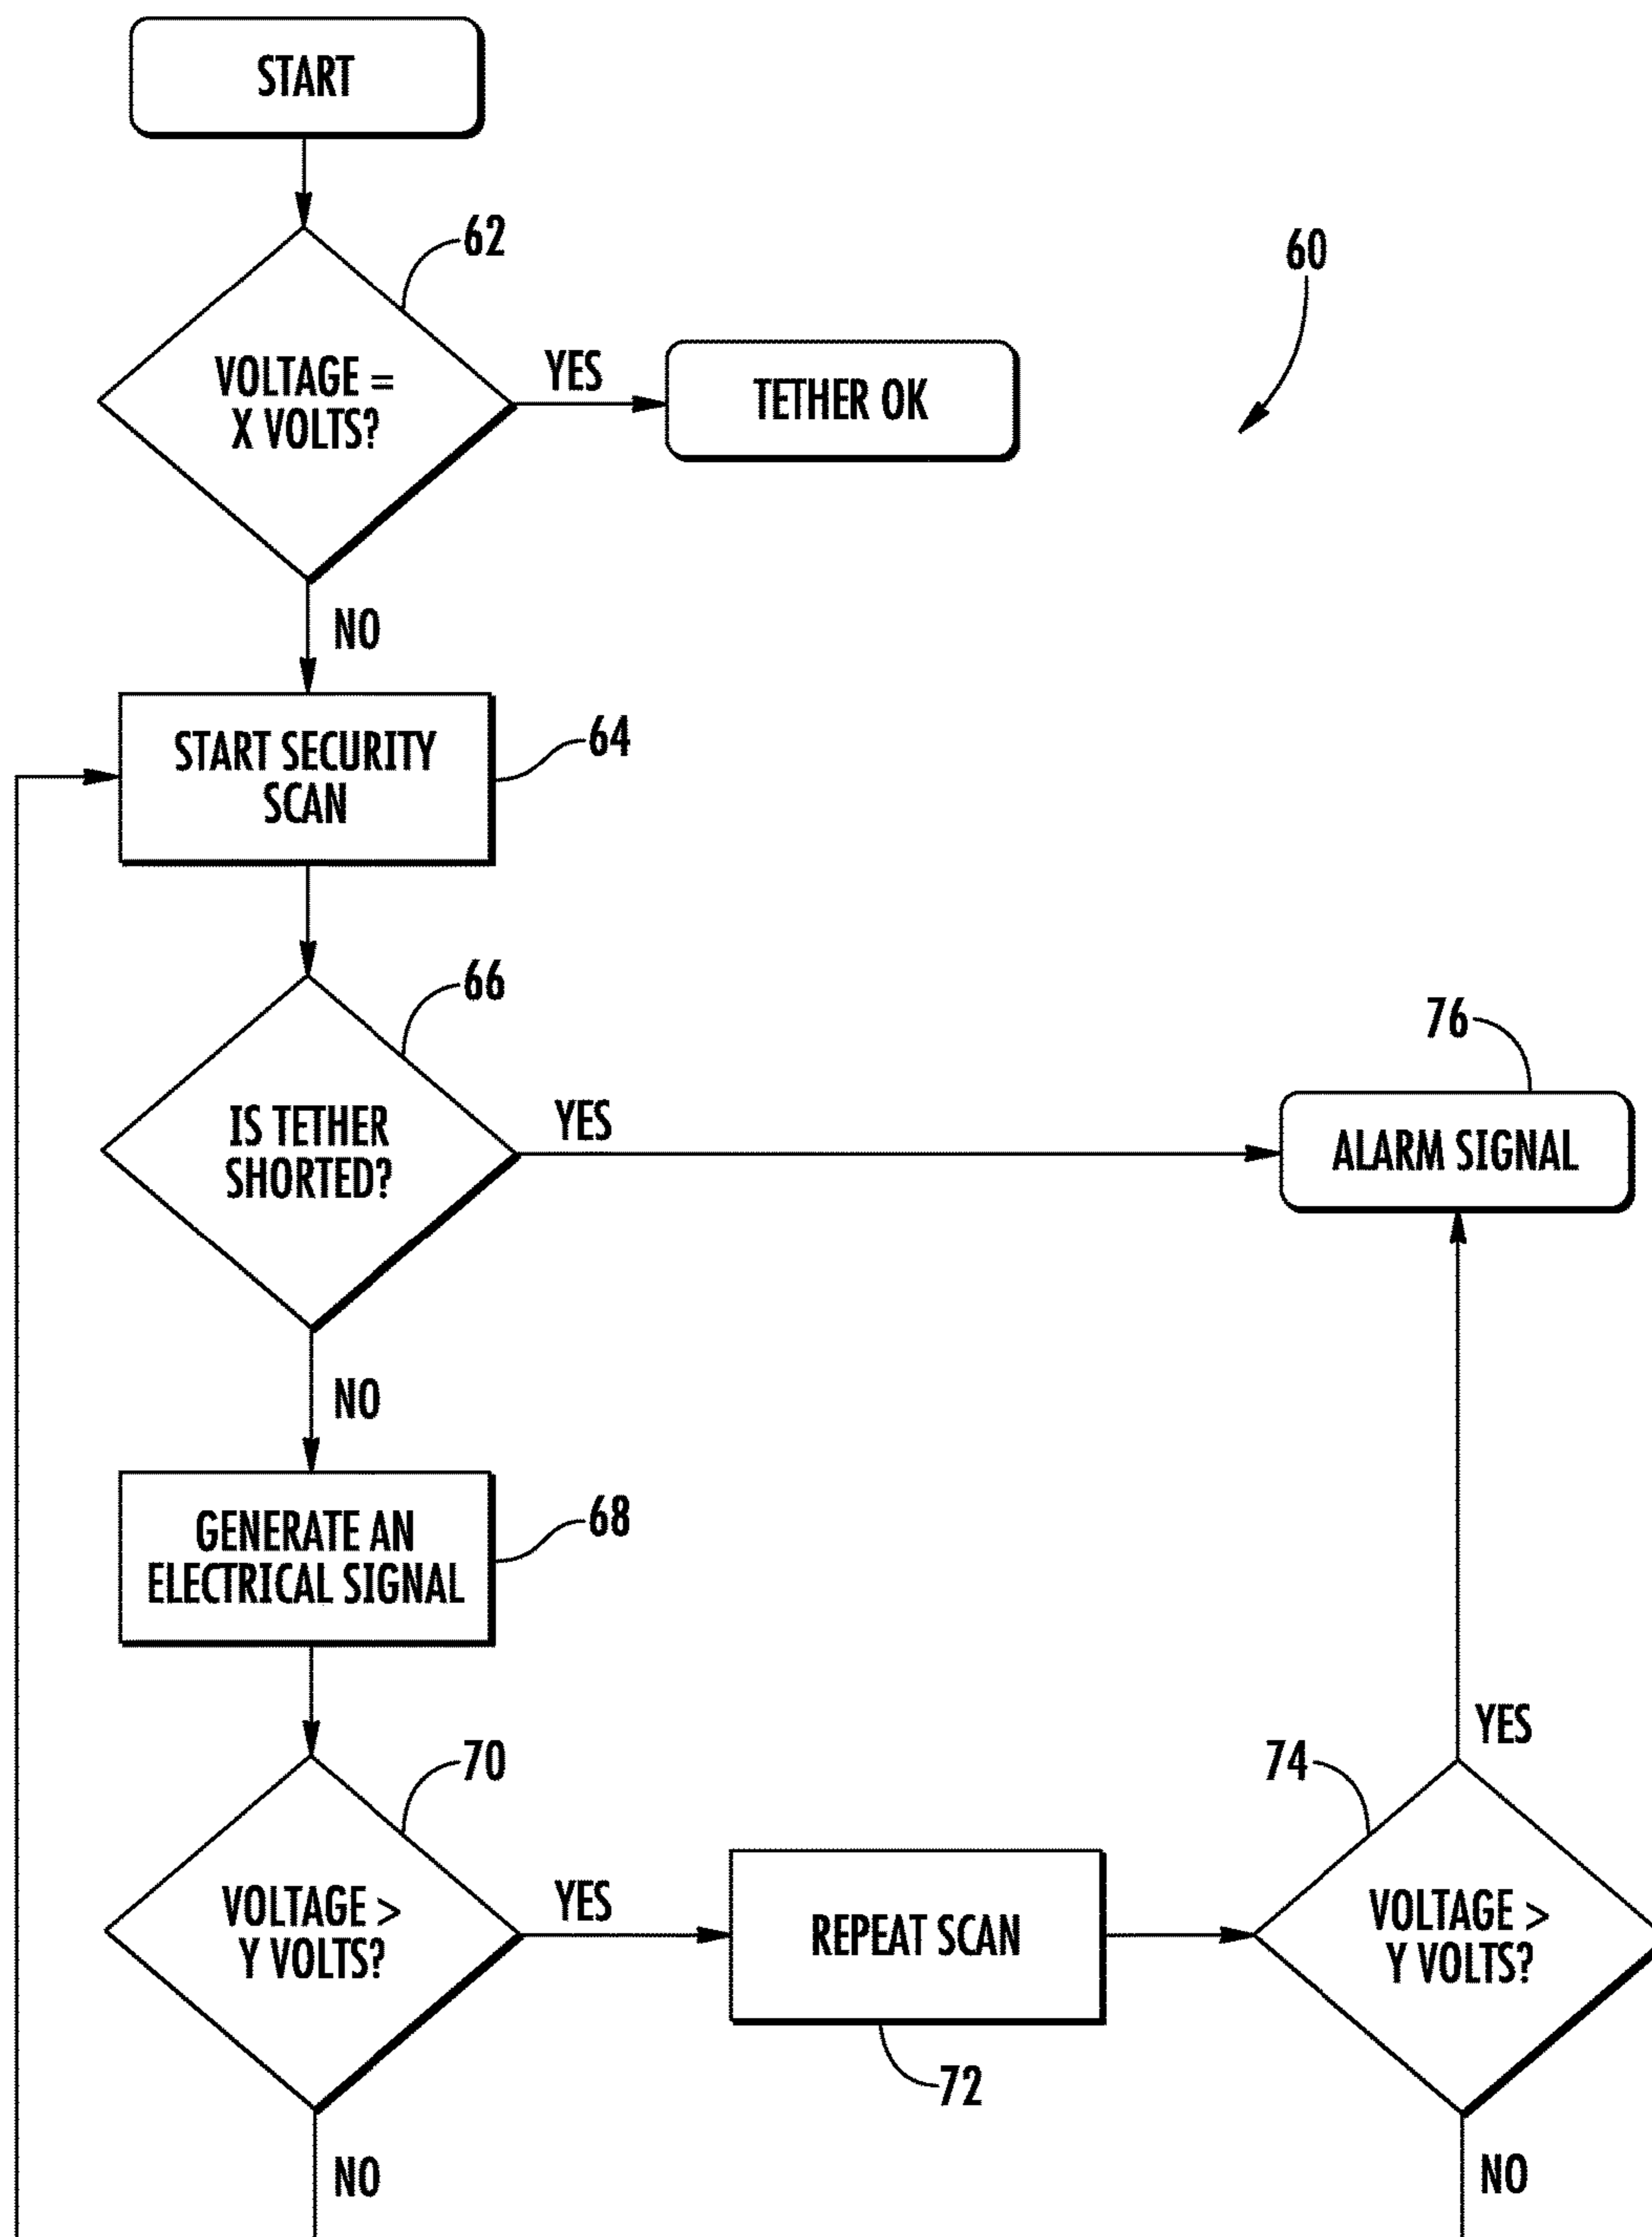 START
62
60
VOLTAGE =
X VOLTS?
YES
TETHER OK
NO
START SECURITY
SCAN
64
66
IS TETHER
SHORTED?
YES
76
ALARM SIGNAL
NO
GENERATE AN
ELECTRICAL SIGNAL
68
70
VOLTAGE >
Y VOLTS?
YES
REPEAT SCAN
72
74
YES
VOLTAGE >
Y VOLTS?
NO
NO